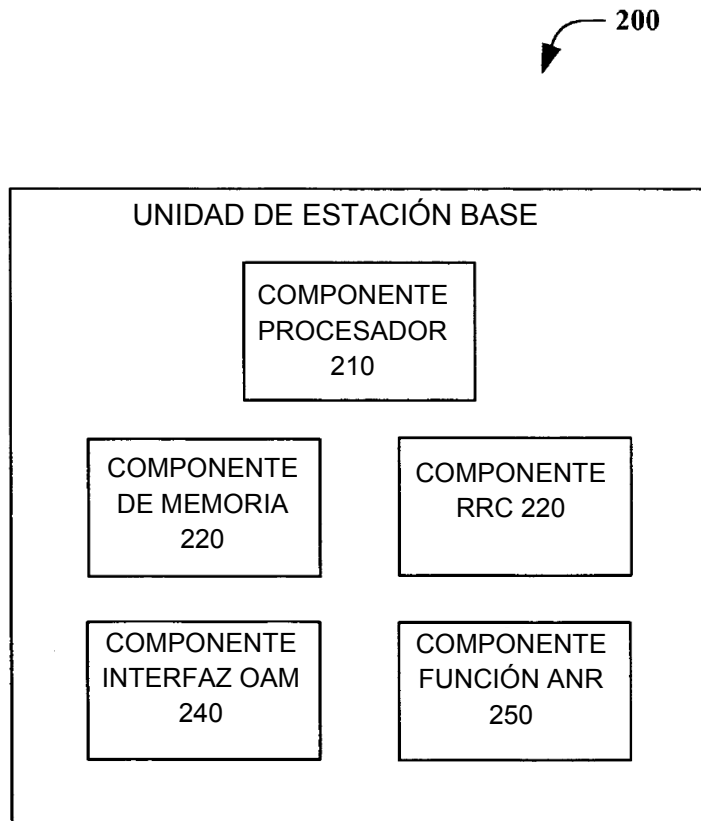 200
UNIDAD DE ESTACIÓN BASE
COMPONENTE
PROCESADOR
210
COMPONENTE
DE MEMORIA
220
COMPONENTE
RRC 220
COMPONENTE
INTERFAZ OAM
240
COMPONENTE
FUNCIÓN ANR
250